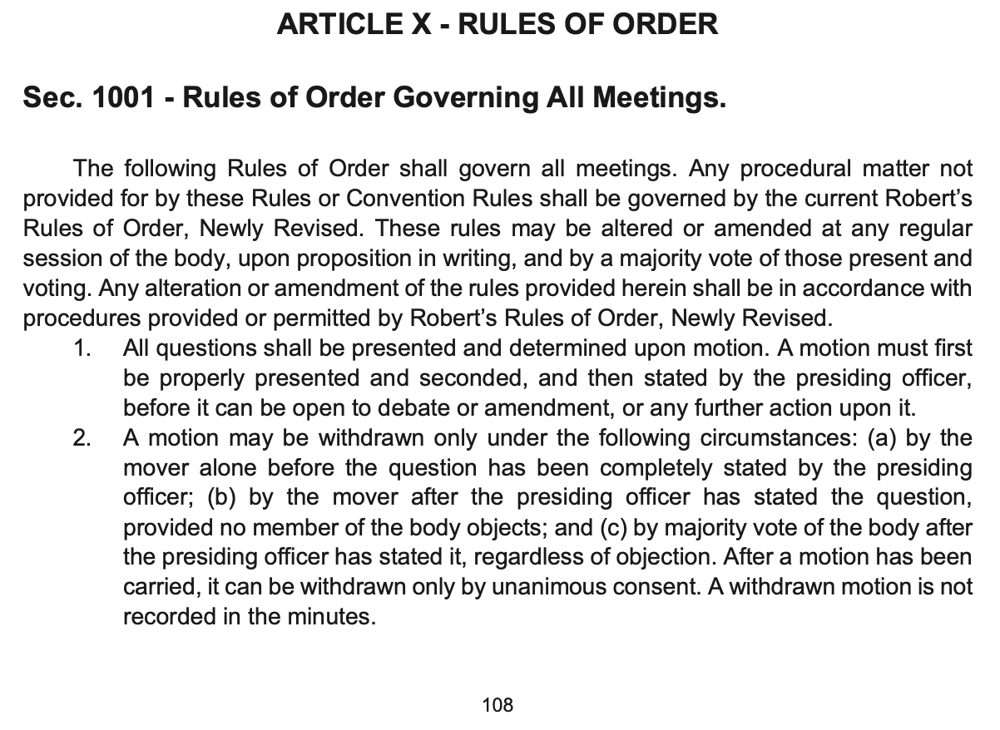 ARTICLE X - RULES OF ORDER
Sec. 1001 - Rules of Order Governing All Meetings.
The following Rules of Order shall govern all meetings. Any procedural matter not
provided for by these Rules or Convention Rules shall be governed by the current Robert’s
Rules of Order, Newly Revised. These rules may be altered or amended at any regular
session of the body, upon proposition in writing, and by a majority vote of those present and
voting. Any alteration or amendment of the rules provided herein shall be in accordance with
procedures provided or permitted by Robert’s Rules of Order, Newly Revised.
1. All questions shall be presented and determined upon motion. A motion must first
be properly presented and seconded, and then stated by the presiding officer,
before it can be open to debate or amendment, or any further action upon it.
2. A motion may be withdrawn only under the following circumstances: (a) by the
mover alone before the question has been completely stated by the presiding
officer; (b) by the mover after the presiding officer has stated the question,
provided no member of the body objects; and (c) by majority vote of the body after
the presiding officer has stated it, regardless of objection. After a motion has been
carried, it can be withdrawn only by unanimous consent. A withdrawn motion is not
recorded in the minutes.
108